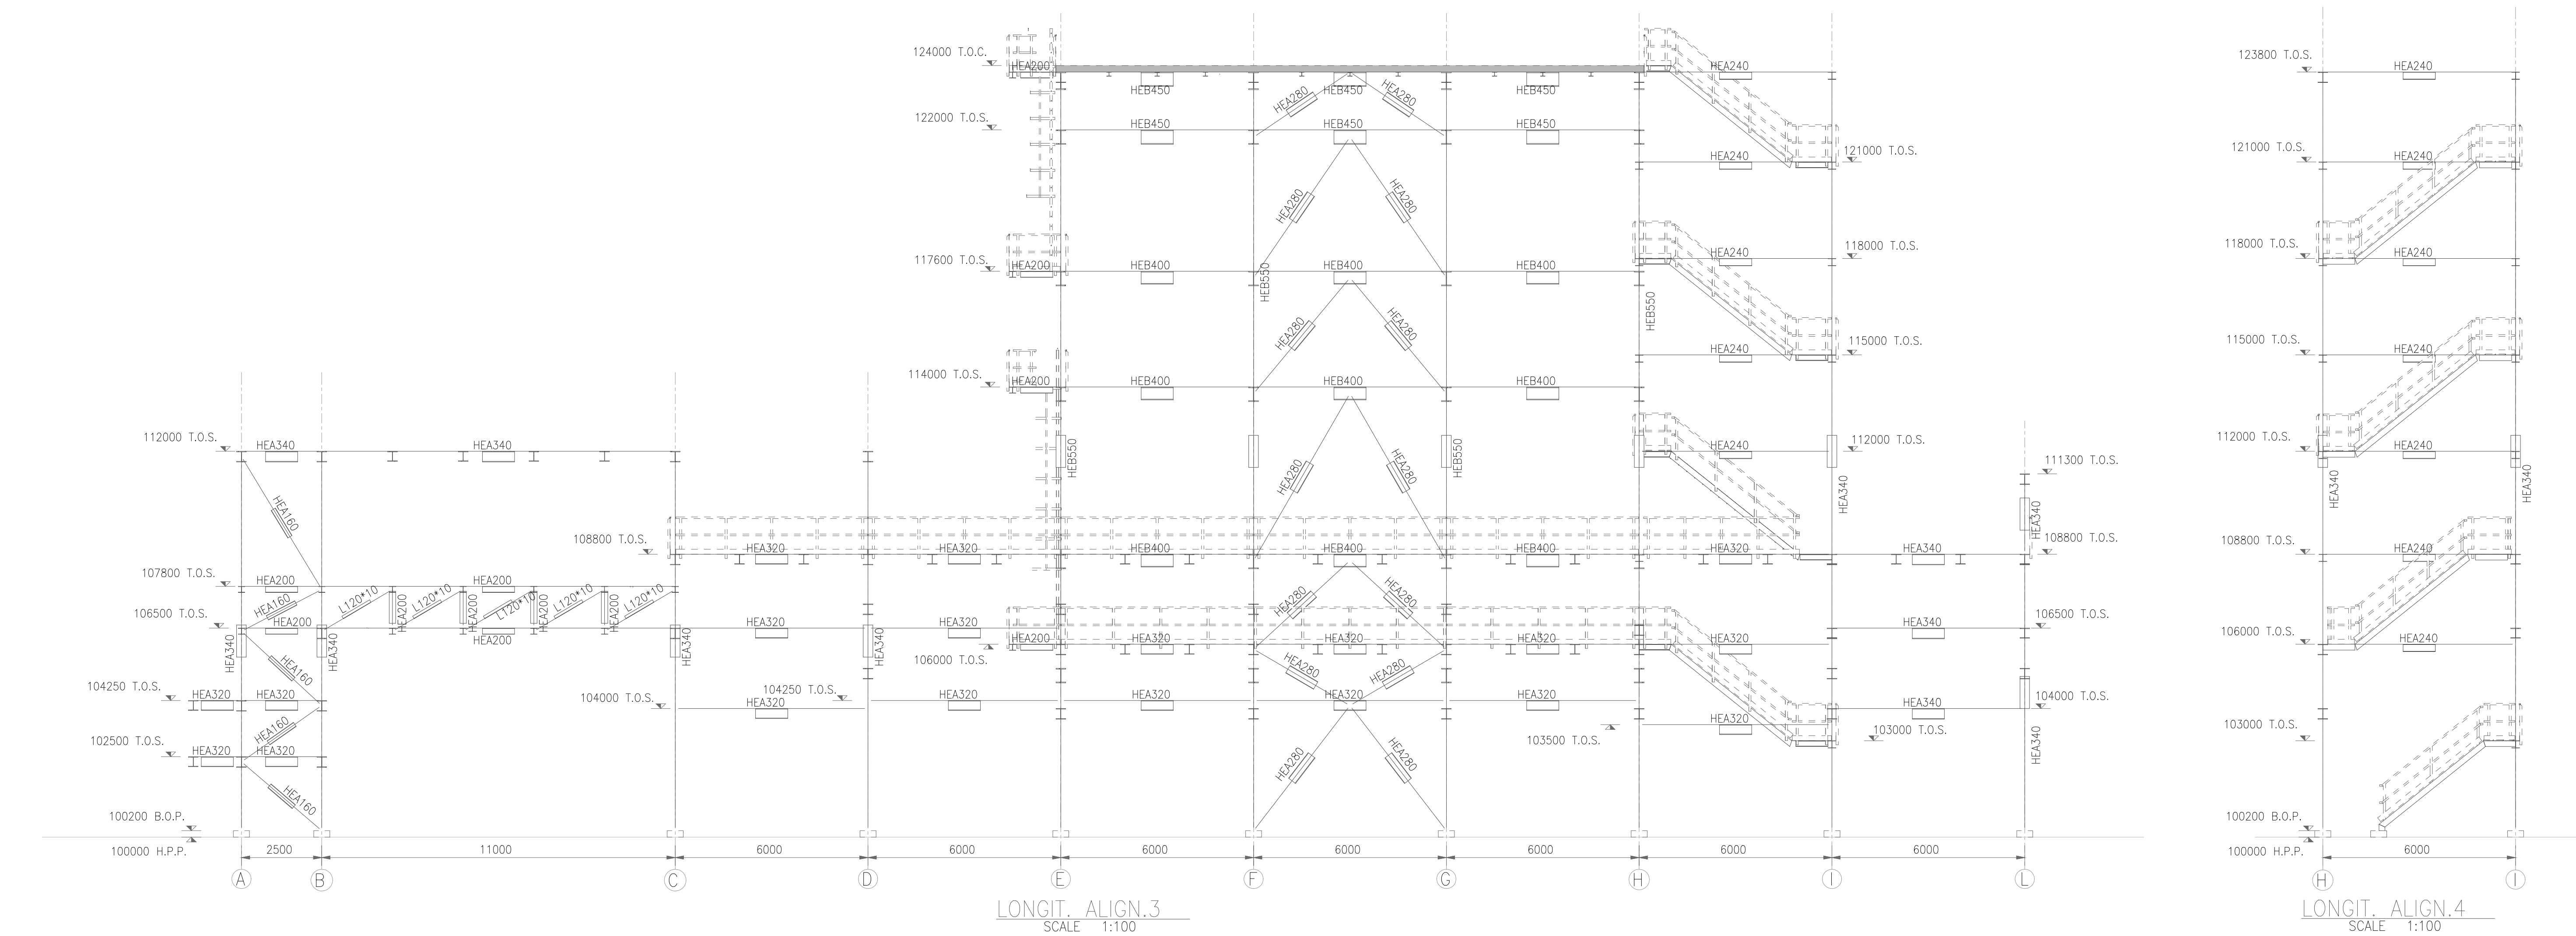 124000 T.O.C.
HEA200
HEB450
HEA280
HEB450
HEA280
HEB450
HEA240
122000 T.O.S.
HEB450
HEB450
HEB450
121000 T.O.S.
HEA240
HEA280
HEA280
117600 T.O.S.
HEA200
HEB400
HEB550
HEB400
HEB400
HEB550
HEA240
118000 T.O.S.
HEA280
HEA280
HEA240
115000 T.O.S.
114000 T.O.S.
HEA200
HEB400
HEB400
HEB400
112000 T.O.S.
HEA340
HEA340
HEB550
HEA280
HEA280
HEB550
HEA240
112000 T.O.S.
HEA340
111300 T.O.S.
HEA160
HEA340
108800 T.O.S.
HEA320
HEA320
HEB400
HEB400
HEB400
HEA320
HEA340
108800 T.O.S.
107800 T.O.S.
HEA200
HEA200
HEA160
L120*10
HEA200
L120*10
HEA200
L120*10
HEA200
L120*10
HEA200
L120*10
HEA280
HEA280
106500 T.O.S.
HEA340
HEA200
HEA340
HEA200
HEA340
HEA320
HEA340
HEA320
HEA200
HEA320
HEA320
HEA320
HEA320
HEA340
106500 T.O.S.
106000 T.O.S.
HEA160
HEA280
HEA280
104250 T.O.S.
HEA320
HEA320
104000 T.O.S.
HEA320
104250 T.O.S.
HEA320
HEA320
HEA320
HEA320
HEA340
104000 T.O.S.
HEA160
103500 T.O.S.
HEA320
103000 T.O.S.
HEA340
102500 T.O.S.
HEA320
HEA320
HEA160
HEA280
HEA280
100200 B.O.P.
100000 H.P.P.
2500
11000
6000
6000
6000
6000
6000
6000
6000
A
B
C
D
E
F
G
H
I
L
LONGIT. ALIGN.3
SCALE 1:100
123800 T.O.S.
HEA240
121000 T.O.S.
HEA240
118000 T.O.S.
HEA240
115000 T.O.S.
HEA240
112000 T.O.S.
HEA240
HEA340
HEA340
108800 T.O.S.
HEA240
106000 T.O.S.
HEA240
103000 T.O.S.
100200 B.O.P.
100000 H.P.P.
6000
H
I
LONGIT. ALIGN.4
SCALE 1:100